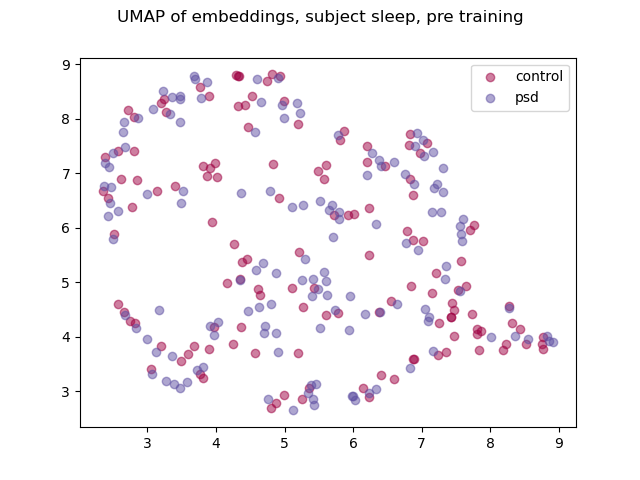 UMAP of embeddings, subject sleep, pre training
control
psd
9
8
7
6
5
4
3
3 4 5 6 7 8 9